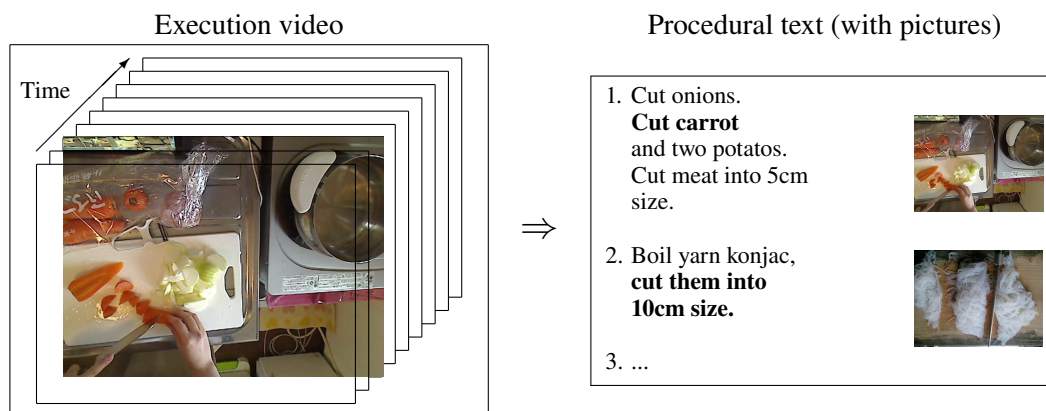 Execution video
Procedural text (with pictures)
Time
1. Cut onions.
Cut carrot
and two potatos.
Cut meat into 5cm
size.
2. Boil yarn konjac,
cut them into
10cm size.
3. ...